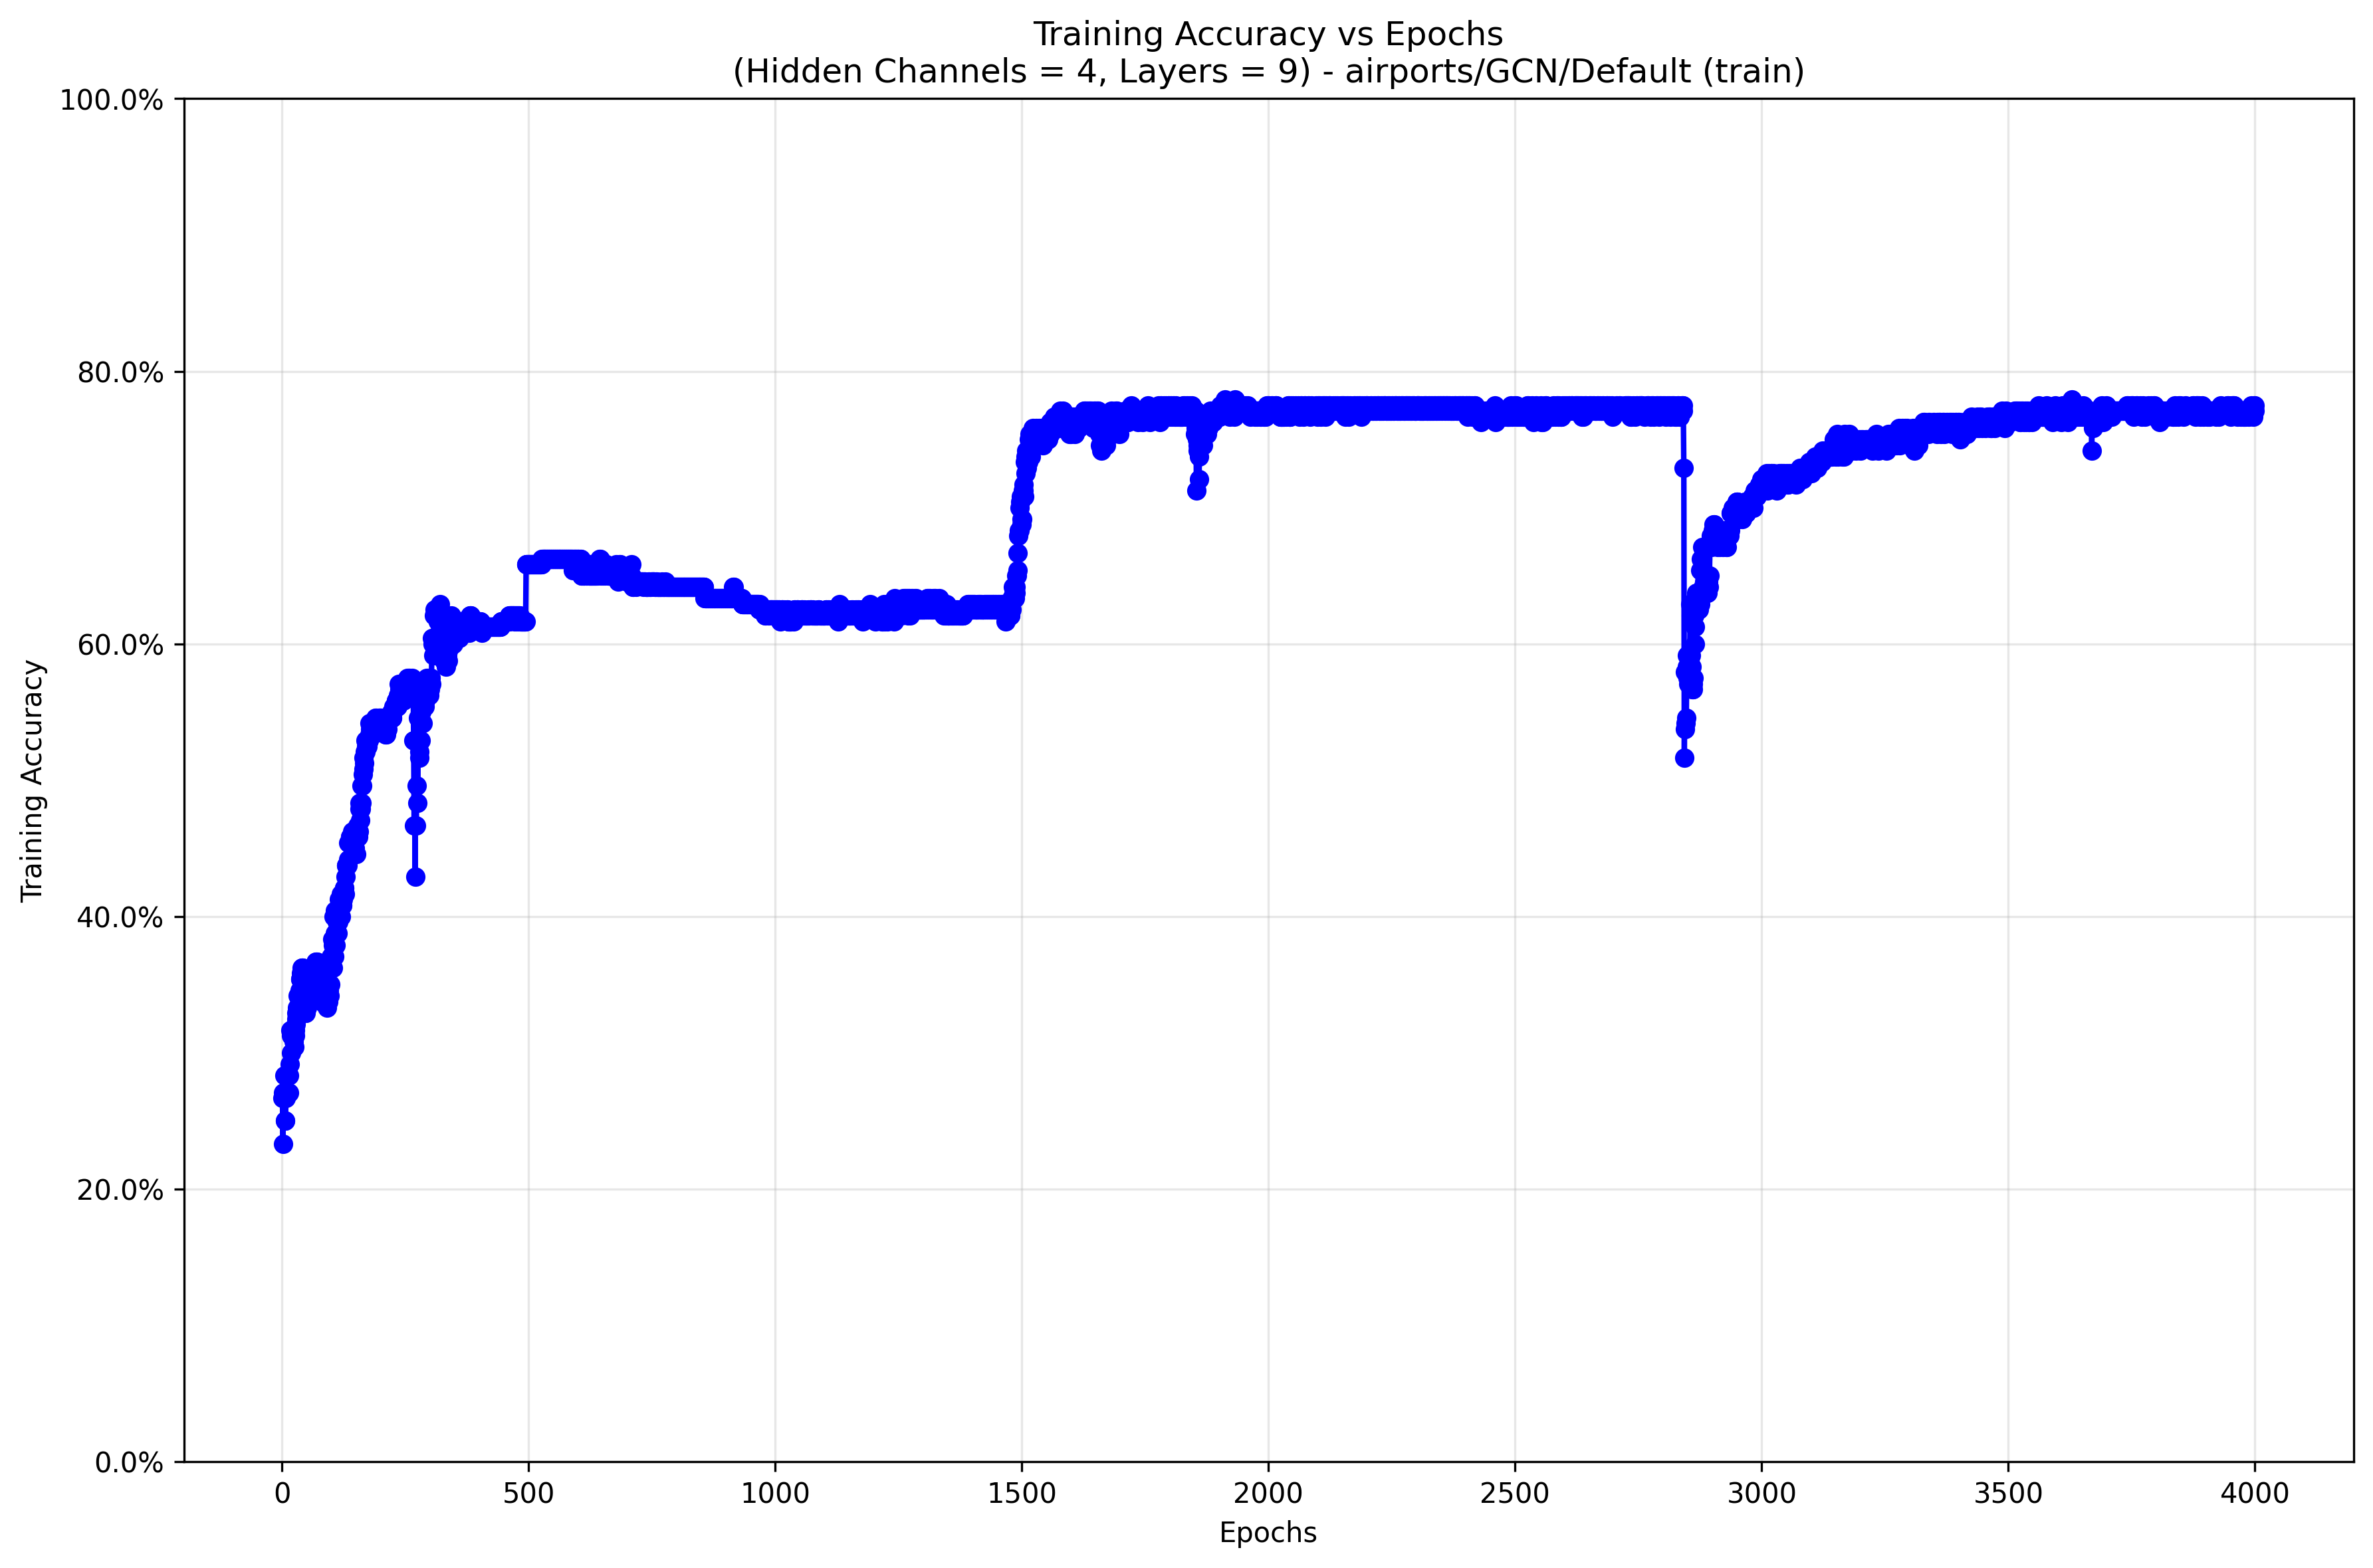 Training Accuracy vs Epochs
(Hidden Channels = 4, Layers = 9) - airports/GCN/Default (train)
100.0%
80.0%
60.0%
40.0%
20.0%
0.0%
Training Accuracy
0 500 1000 1500 2000 2500 3000 3500 4000
Epochs